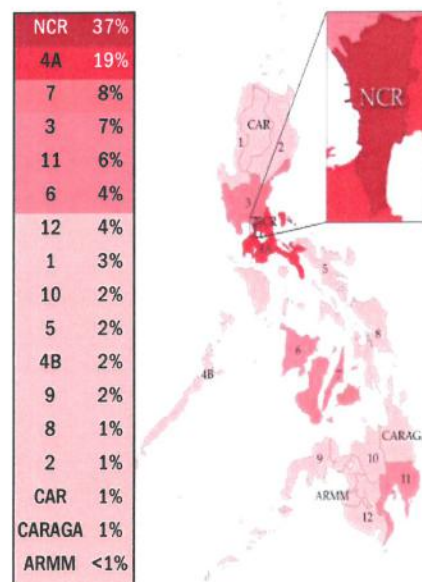 NCR 37%
4A 19%
7 8%
3 7%
11 6%
6 4%
12 4%
1 3%
10 2%
5 2%
4B 2%
9 2%
8 1%
2 1%
CAR 1%
CARAGA 1%
ARMM <1%
NCR
CAR
1
2
3
5
8
6
4B
CARAGA
9
10
11
ARMM
12